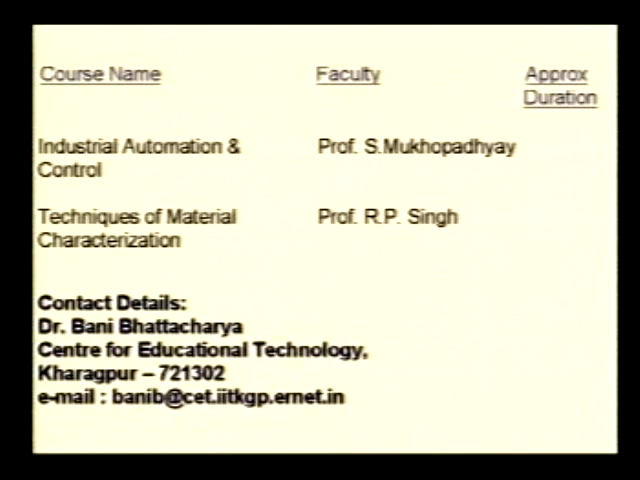 Course Name Faculty Approx
Duration
Industrial Automation & Prof. S.Mukhopadhyay
Control
Techniques of Material Prof. R.P. Singh
Characterization
Contact Details:
Dr. Bani Bhattacharya
Centre for Educational Technology,
Kharagpur – 721302
e-mail : banib@cet.iitkgp.ernet.in